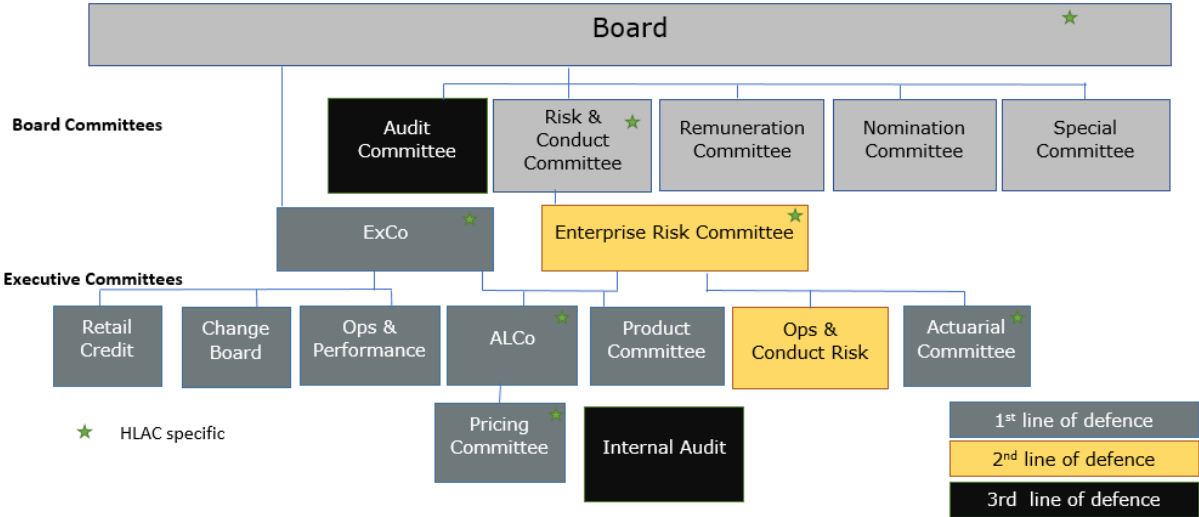 Board
Board Committees
Audit
Committee
Risk &
Conduct
Committee
Remuneration
Committee
Nomination
Committee
Special
Committee
ExCo
Enterprise Risk Committee
Executive Committees
Retail
Credit
Change
Board
Ops &
Performance
ALCo
Product
Committee
Ops &
Conduct Risk
Actuarial
Committee
HLAC specific
Pricing
Committee
Internal Audit
1st line of defence
2nd line of defence
3rd line of defence